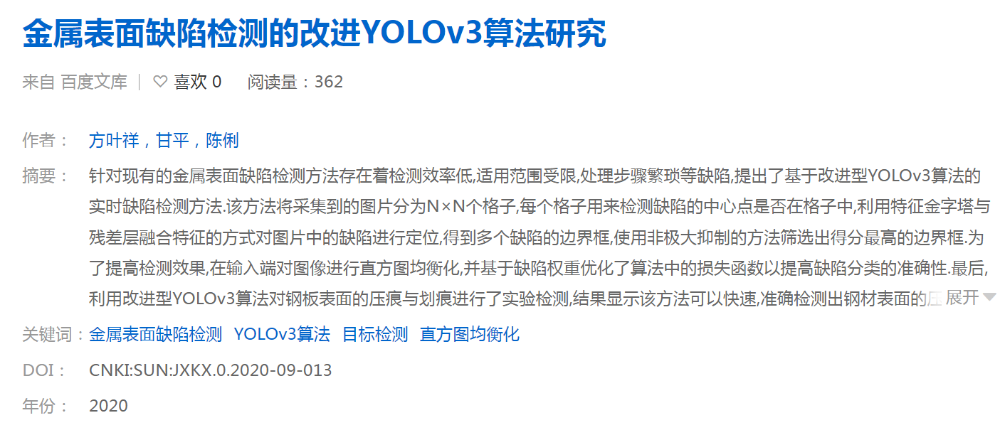 金属表面缺陷检测的改进YOLOv3算法研究
来自 百度文库 ♡ 喜欢 0 阅读量：362
作者： 方叶祥，甘平，陈俐
摘要： 针对现有的金属表面缺陷检测方法存在着检测效率低,适用范围受限,处理步骤繁琐等缺陷,提出了基于改进型YOLOv3算法的
实时缺陷检测方法.该方法将采集到的图片分为N×N个格子,每个格子用来检测缺陷的中心点是否在格子中,利用特征金字塔与
残差层融合特征的方式对图片中的缺陷进行定位,得到多个缺陷的边界框,使用非极大抑制的方法筛选出得分最高的边界框.为
了提高检测效果,在输入端对图像进行直方图均衡化,并基于缺陷权重优化了算法中的损失函数以提高缺陷分类的准确性.最后,
利用改进型YOLOv3算法对钢板表面的压痕与划痕进行了实验检测,结果显示该方法可以快速,准确检测出钢材表面的压 展开
关键词：金属表面缺陷检测 YOLOv3算法 目标检测 直方图均衡化
DOI： CNKI:SUN:JXKX.0.2020-09-013
年份： 2020